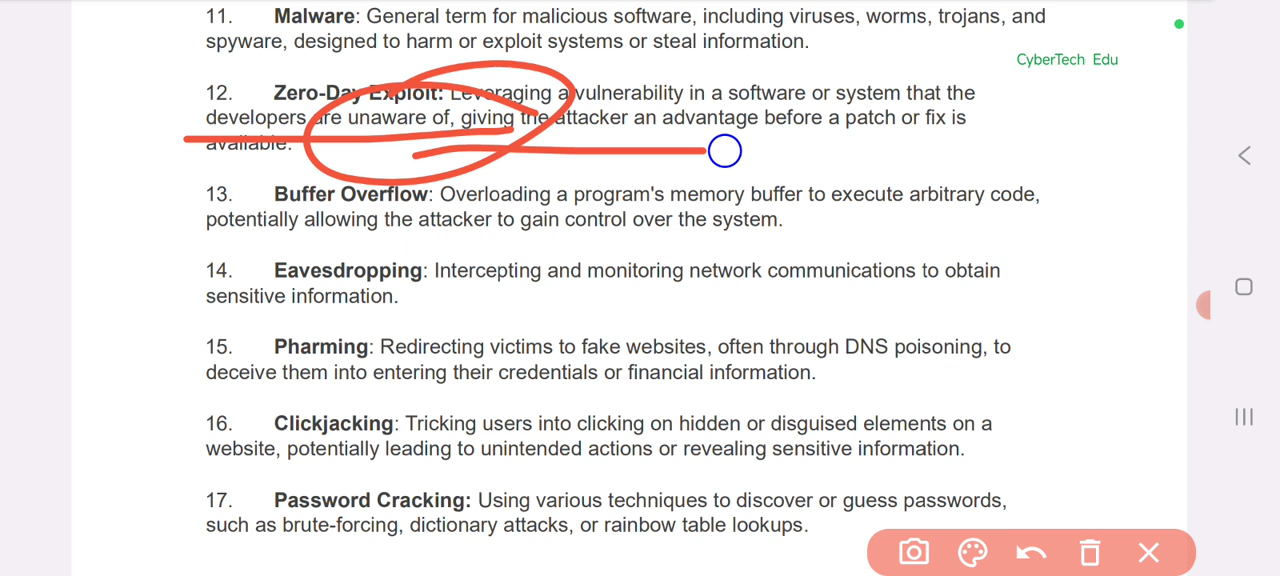 11. Malware: General term for malicious software, including viruses, worms, trojans, and
spyware, designed to harm or exploit systems or steal information.
CyberTech Edu
12. Zero-Day Exploit: Leveraging a vulnerability in a software or system that the
developers are unaware of, giving the attacker an advantage before a patch or fix is
available.
13. Buffer Overflow: Overloading a program's memory buffer to execute arbitrary code,
potentially allowing the attacker to gain control over the system.
14. Eavesdropping: Intercepting and monitoring network communications to obtain
sensitive information.
15. Pharming: Redirecting victims to fake websites, often through DNS poisoning, to
deceive them into entering their credentials or financial information.
16. Clickjacking: Tricking users into clicking on hidden or disguised elements on a
website, potentially leading to unintended actions or revealing sensitive information.
17. Password Cracking: Using various techniques to discover or guess passwords,
such as brute-forcing, dictionary attacks, or rainbow table lookups.